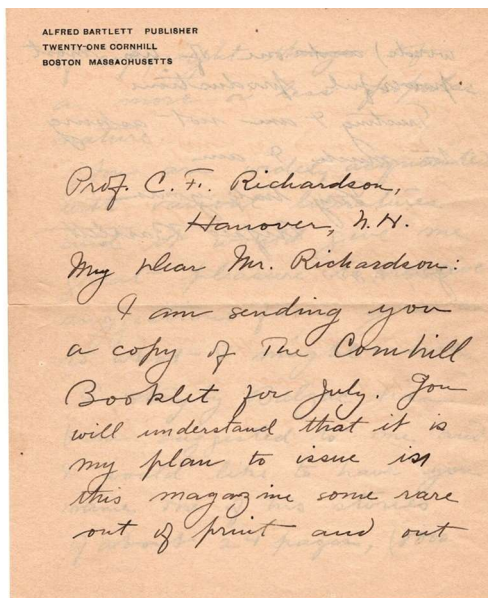 ALFRED BARTLETT PUBLISHER
TWENTY-ONE CORNHILL
BOSTON MASSACHUSETTS
Prof. C. F. Richardson,
Hanover, N.H.
My dear Mr. Richardson:
I am sending you
a copy of The Cornhill
Booklet for July. You
will understand that it is
my plan to issue in
this magazine some rare
out of print and out